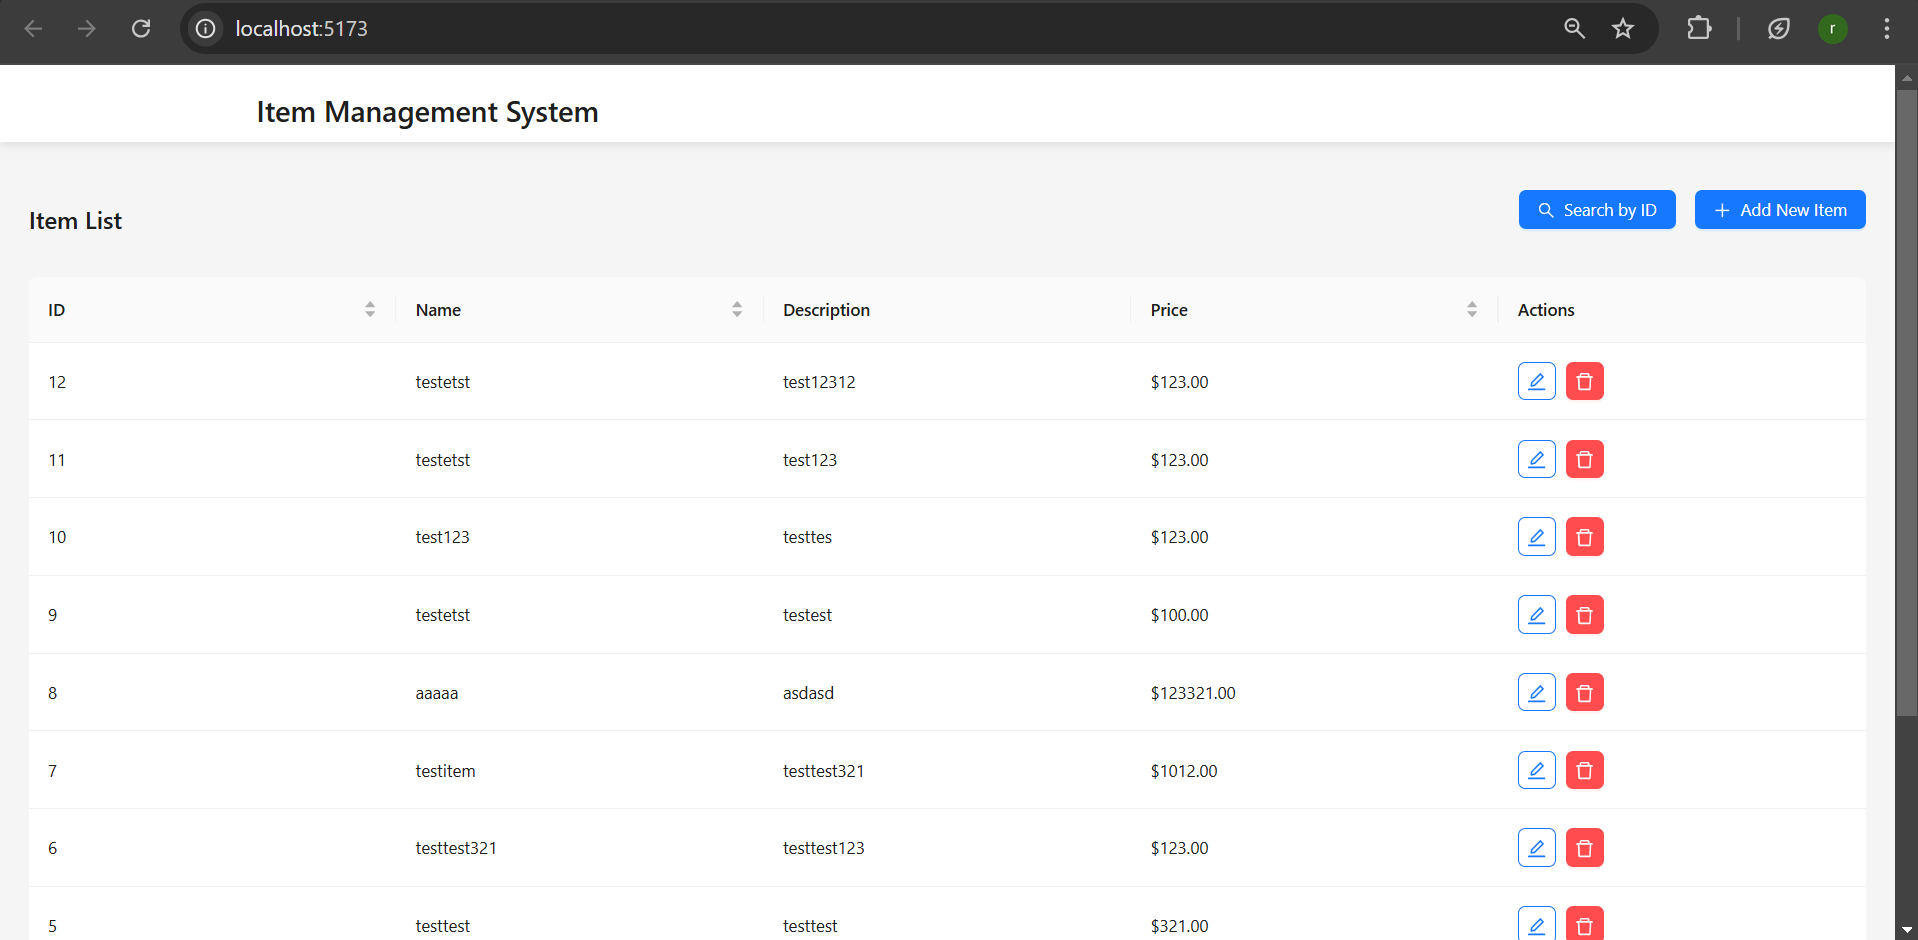 localhost:5173
r
Item Management System
Item List
Search by ID
Add New Item
ID Name Description Price Actions
12 testetst test12312 $123.00
11 testetst test123 $123.00
10 test123 testtes $123.00
9 testetst testest $100.00
8 aaaaa asdasd $123321.00
7 testitem testtest321 $1012.00
6 testtest321 testtest123 $123.00
5 testtest testtest $321.00